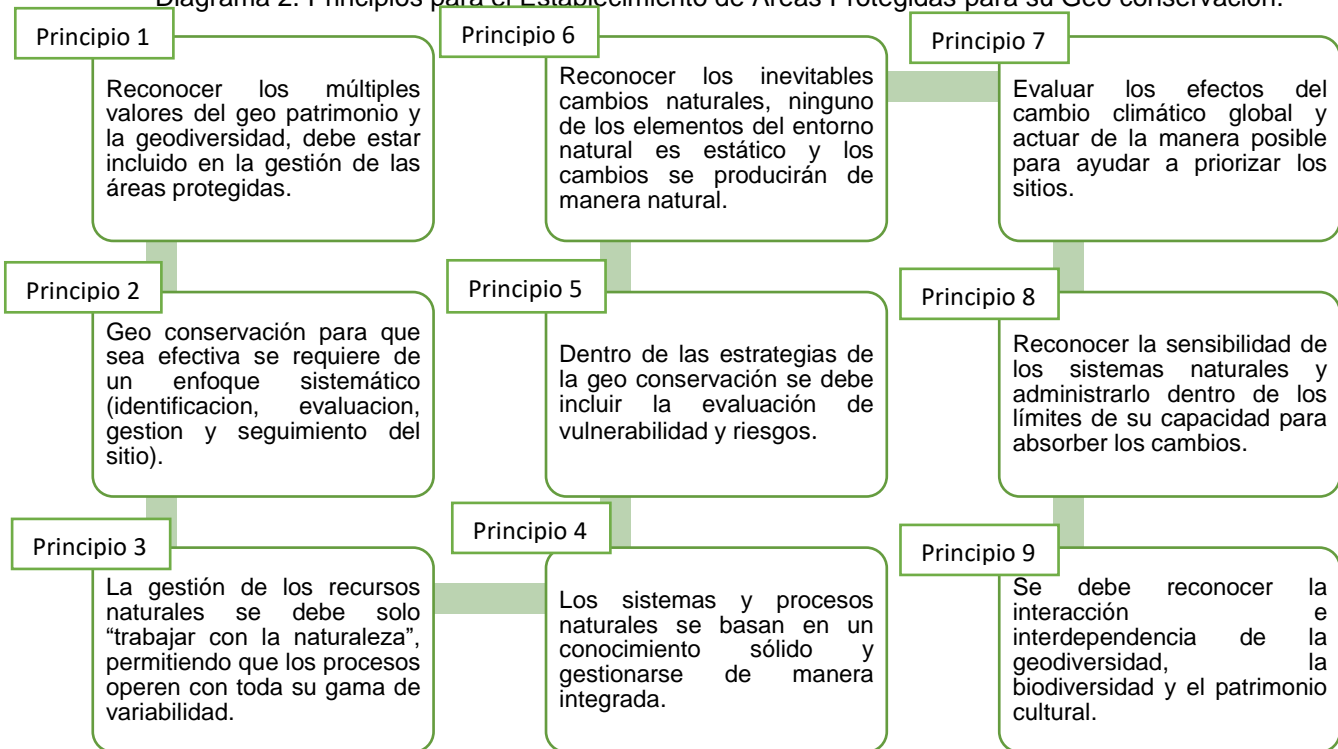 Diagrama 2. Principios para el Establecimiento de Áreas Protegidas para su Geo conservación.
Principio 1
Reconocer los múltiples
valores del geo patrimonio y
la geodiversidad, debe estar
incluido en la gestión de las
áreas protegidas.
Principio 2
Geo conservación para que
sea efectiva se requiere de
un enfoque sistemático
(identificacion, evaluacion,
gestion y seguimiento del
sitio).
Principio 3
La gestión de los recursos
naturales se debe solo
“trabajar con la naturaleza”,
permitiendo que los procesos
operen con toda su gama de
variabilidad.
Principio 4
Los sistemas y procesos
naturales se basan en un
conocimiento sólido y
gestionarse de manera
integrada.
Principio 5
Dentro de las estrategias de
la geo conservación se debe
incluir la evaluación de
vulnerabilidad y riesgos.
Principio 6
Reconocer los inevitables
cambios naturales, ninguno
de los elementos del entorno
natural es estático y los
cambios se producirán de
manera natural.
Principio 7
Evaluar los efectos del
cambio climático global y
actuar de la manera posible
para ayudar a priorizar los
sitios.
Principio 8
Reconocer la sensibilidad de
los sistemas naturales y
administrarlo dentro de los
límites de su capacidad para
absorber los cambios.
Principio 9
Se debe reconocer la
interacción e
interdependencia de la
geodiversidad, la
biodiversidad y el patrimonio
cultural.